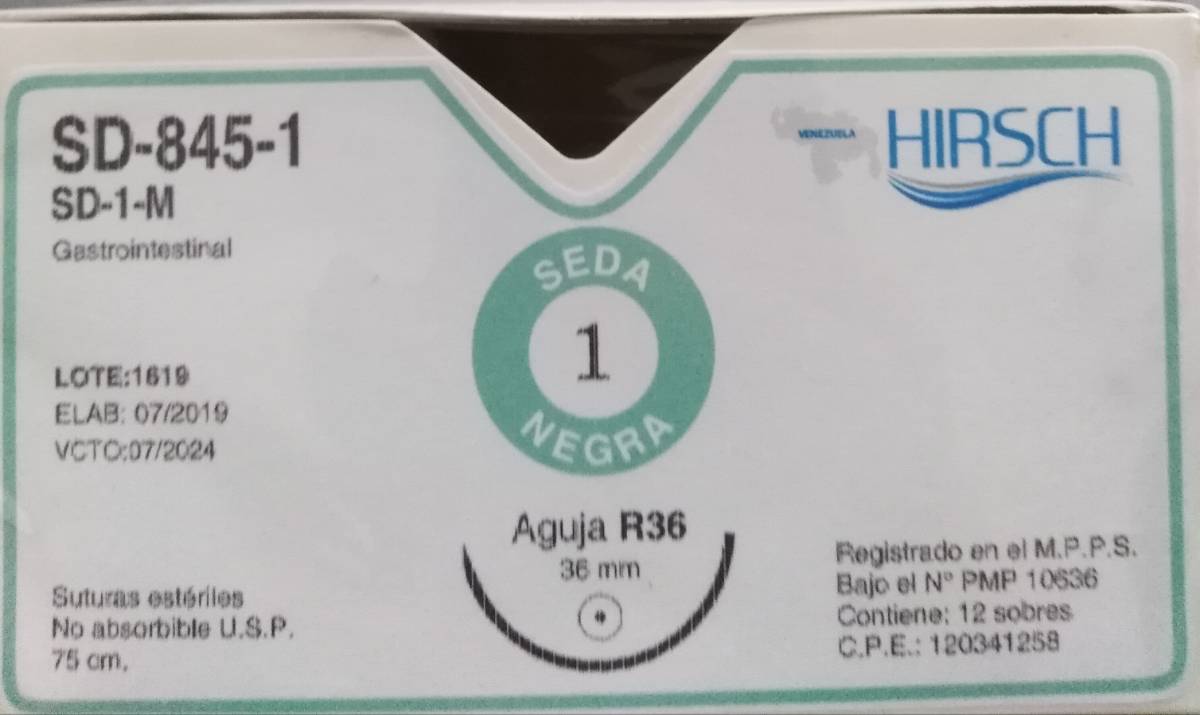 SD-845-1
SD-1-M
Gastrointestinal
VENEZUELA
HIRSCH
SEDA
1
NEGRA
LOTE:1619
ELAB: 07/2019
VCTO:07/2024
Aguja R36
36 mm
Suturas estériles
No absorbible U.S.P.
75 cm.
Registrado en el M.P.P.S.
Bajo el N° PMP 10636
Contiene: 12 sobres
C.P.E.: 120341258